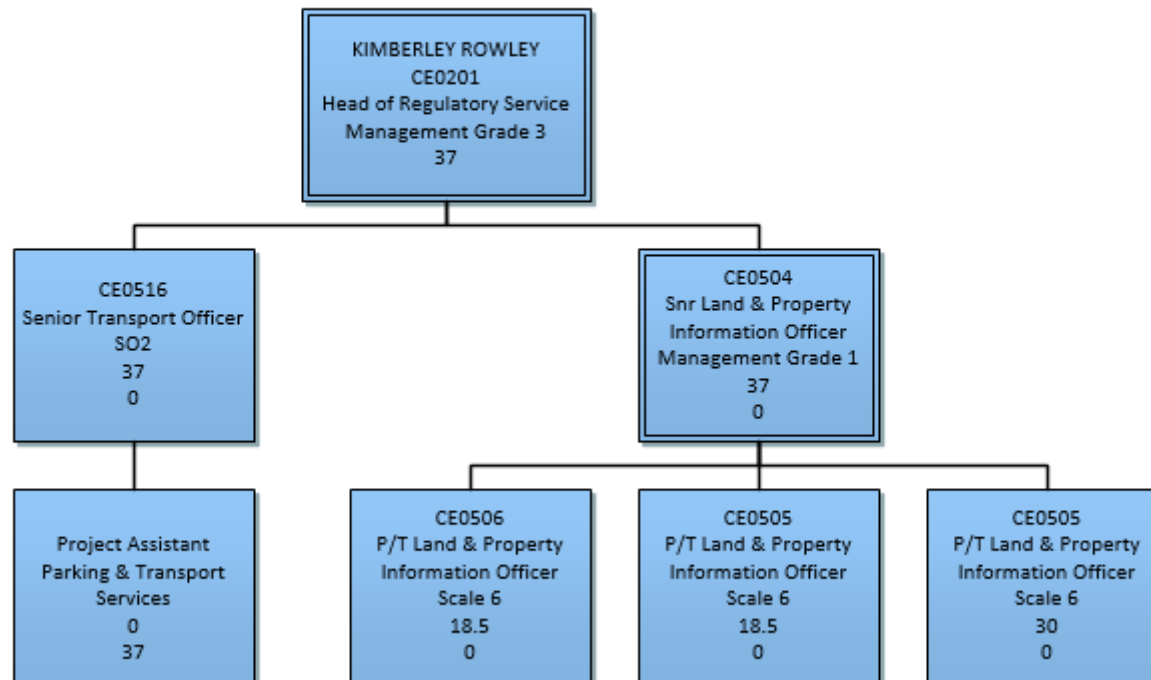 KIMBERLEY ROWLEY
CE0201
Head of Regulatory Service
Management Grade 3
37
CE0516
Senior Transport Officer
SO2
37
0
CE0504
Snr Land & Property
Information Officer
Management Grade 1
37
0
Project Assistant
Parking & Transport
Services
0
37
CE0506
P/T Land & Property
Information Officer
Scale 6
18.5
0
CE0505
P/T Land & Property
Information Officer
Scale 6
18.5
0
CE0505
P/T Land & Property
Information Officer
Scale 6
30
0